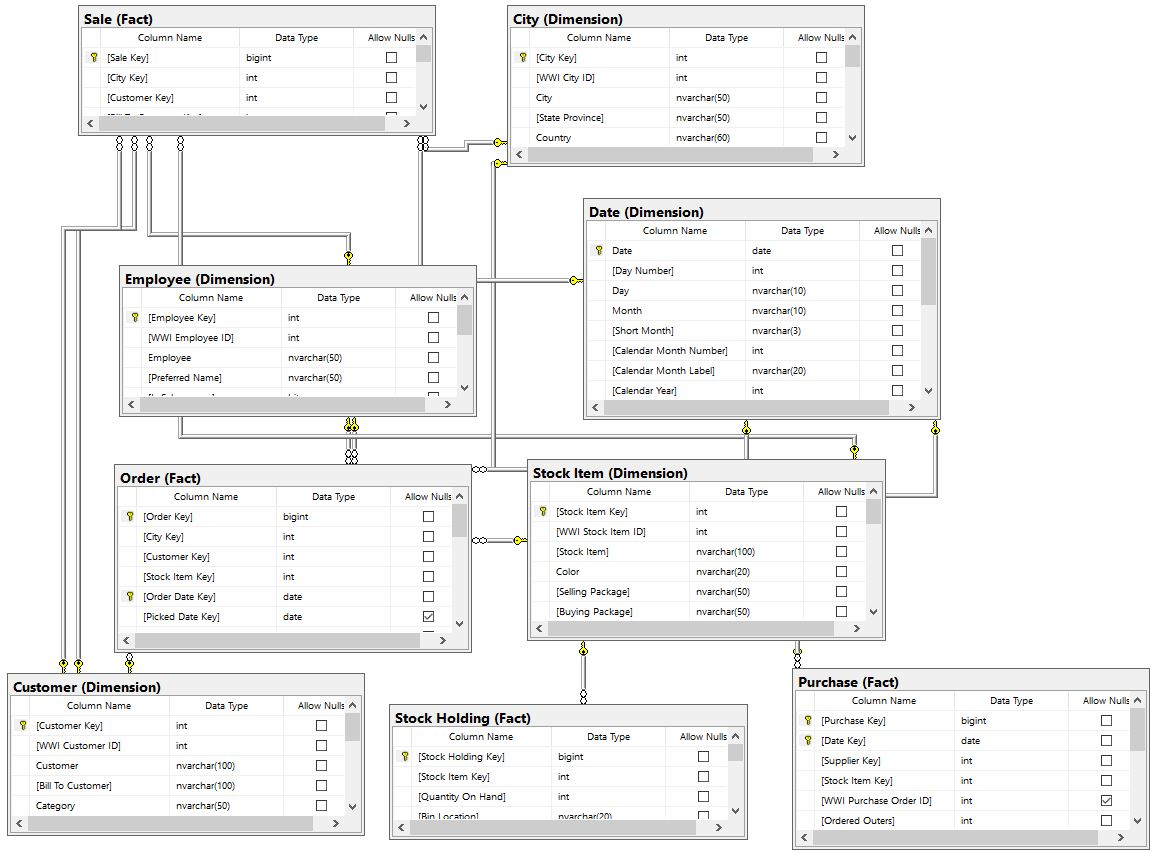 Sale (Fact)
Column Name Data Type Allow Nulls
[Sale Key] bigint
[City Key] int
[Customer Key] int
City (Dimension)
Column Name Data Type Allow Nulls
[City Key] int
[WWI City ID] int
City nvarchar(50)
[State Province] nvarchar(50)
Country nvarchar(60)
Date (Dimension)
Column Name Data Type Allow Nulls
Date date
[Day Number] int
Day nvarchar(10)
Month nvarchar(10)
[Short Month] nvarchar(3)
[Calendar Month Number] int
[Calendar Month Label] nvarchar(20)
[Calendar Year] int
Employee (Dimension)
Column Name Data Type Allow Nulls
[Employee Key] int
[WWI Employee ID] int
Employee nvarchar(50)
[Preferred Name] nvarchar(50)
Order (Fact)
Column Name Data Type Allow Nulls
[Order Key] bigint
[City Key] int
[Customer Key] int
[Stock Item Key] int
[Order Date Key] date
[Picked Date Key] date
Stock Item (Dimension)
Column Name Data Type Allow Nulls
[Stock Item Key] int
[WWI Stock Item ID] int
[Stock Item] nvarchar(100)
Color nvarchar(20)
[Selling Package] nvarchar(50)
[Buying Package] nvarchar(50)
Customer (Dimension)
Column Name Data Type Allow Nulls
[Customer Key] int
[WWI Customer ID] int
Customer nvarchar(100)
[Bill To Customer] nvarchar(100)
Category nvarchar(50)
Stock Holding (Fact)
Column Name Data Type Allow Nulls
[Stock Holding Key] bigint
[Stock Item Key] int
[Quantity On Hand] int
[Bin Location] nvarchar(20)
Purchase (Fact)
Column Name Data Type Allow Nulls
[Purchase Key] bigint
[Date Key] date
[Supplier Key] int
[Stock Item Key] int
[WWI Purchase Order ID] int
[Ordered Outers] int